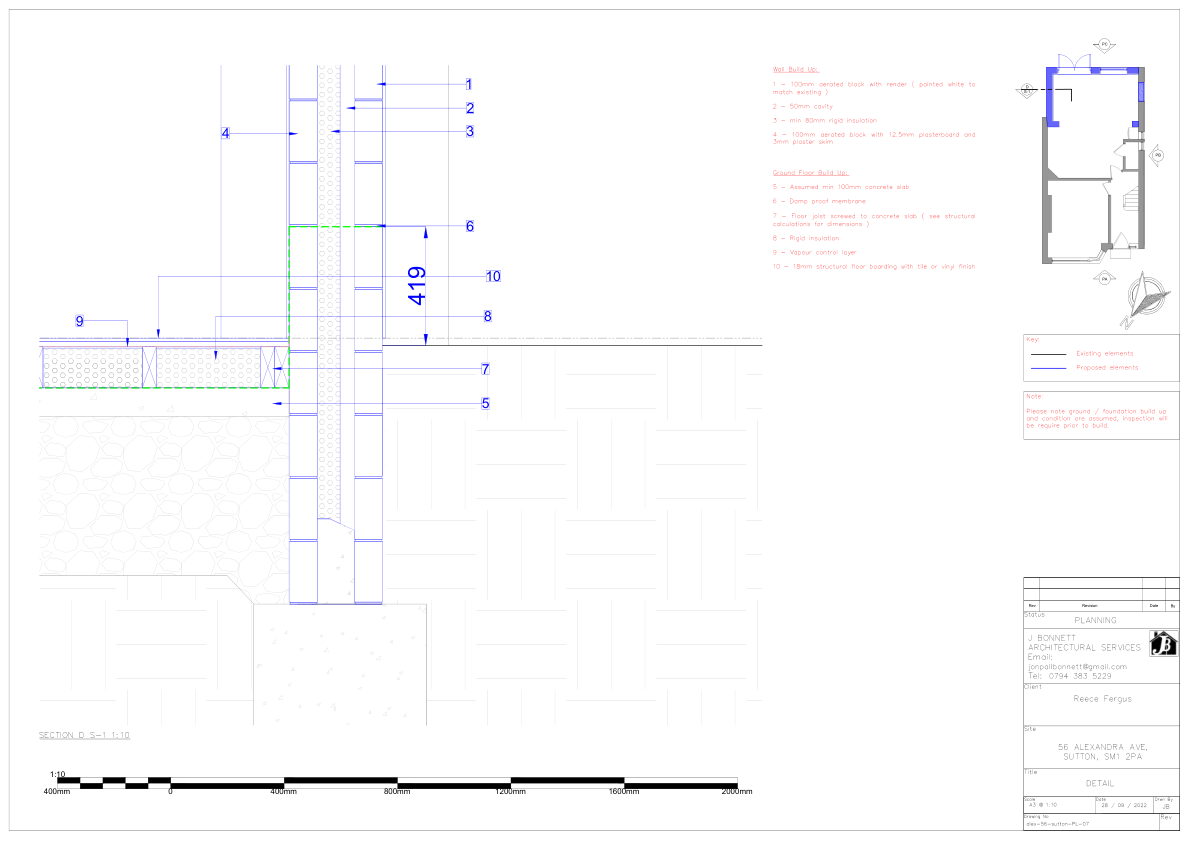 1
2
3
4
6
419
10
8
9
7
5
SECTION D_S-1 1:10
1:10
400mm
0
400mm
800mm
1200mm
1600mm
2000mm
Wall Build Up:
1 - 100mm aerated block with render ( painted white to
match existing )
2 - 50mm cavity
3 - min 80mm rigid insulation
4 - 100mm aerated block with 12.5mm plasterboard and
3mm plaster skim
Ground Floor Build Up:
5 - Assumed min 100mm concrete slab
6 - Damp proof membrane
7 - Floor joist screwed to concrete slab ( see structural
calculations for dimensions )
8 - Rigid insulation
9 - Vapour control layer
10 - 18mm structural floor boarding with tile or vinyl finish
PC
D
PB
PA
N
Key:
Existing elements
Proposed elements
Note:
Please note ground / foundation build up
and condition are assumed, inspection will
be require prior to build
Rev
Revision
Date
By
Status
PLANNING
J BONNETT
ARCHITECTURAL SERVICES
Email:
jonpallbonnett@gmail.com
Tel: 0794 383 5229
JB
Client
Reece Fergus
Site
56 ALEXANDRA AVE,
SUTTON, SM1 2PA
Title
DETAIL
Scale
A3 @ 1:10
Date
28 / 09 / 2022
Drwn By
JB
Drawing No
alex-56-sutton-PL-07
Rev